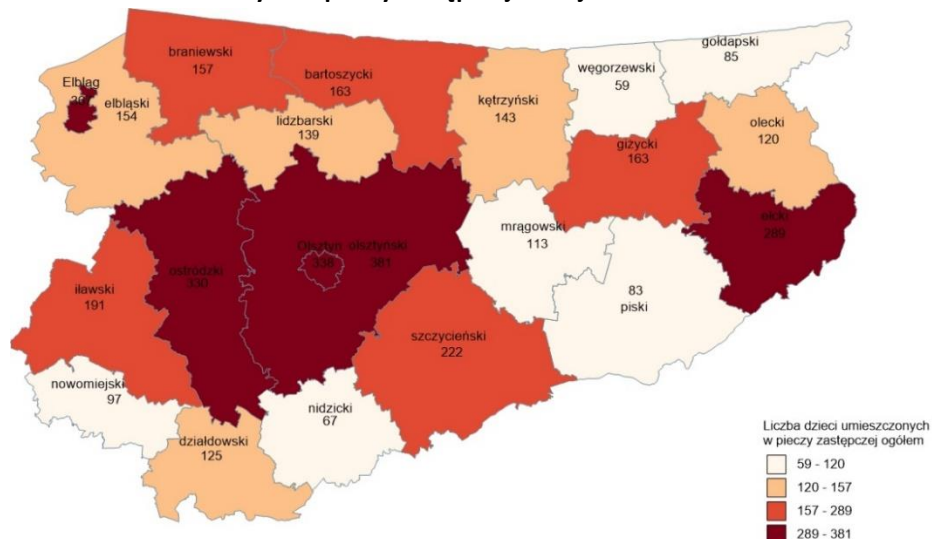 braniewski
157
bartoszycki
163
gołdapski
85
węgorzewski
59
Elbląg
elbląski
154
kętrzyński
143
lidzbarski
139
olecki
120
giżycki
163
mrągowski
113
ełcki
289
Olsztyn
338
olsztyński
381
ostródzki
330
iławski
191
83
piski
szczycieński
222
nowomiejski
97
nidzicki
67
działdowski
125
Liczba dzieci umieszczonych
w pieczy zastępczej ogółem
59 - 120
120 - 157
157 - 289
289 - 381